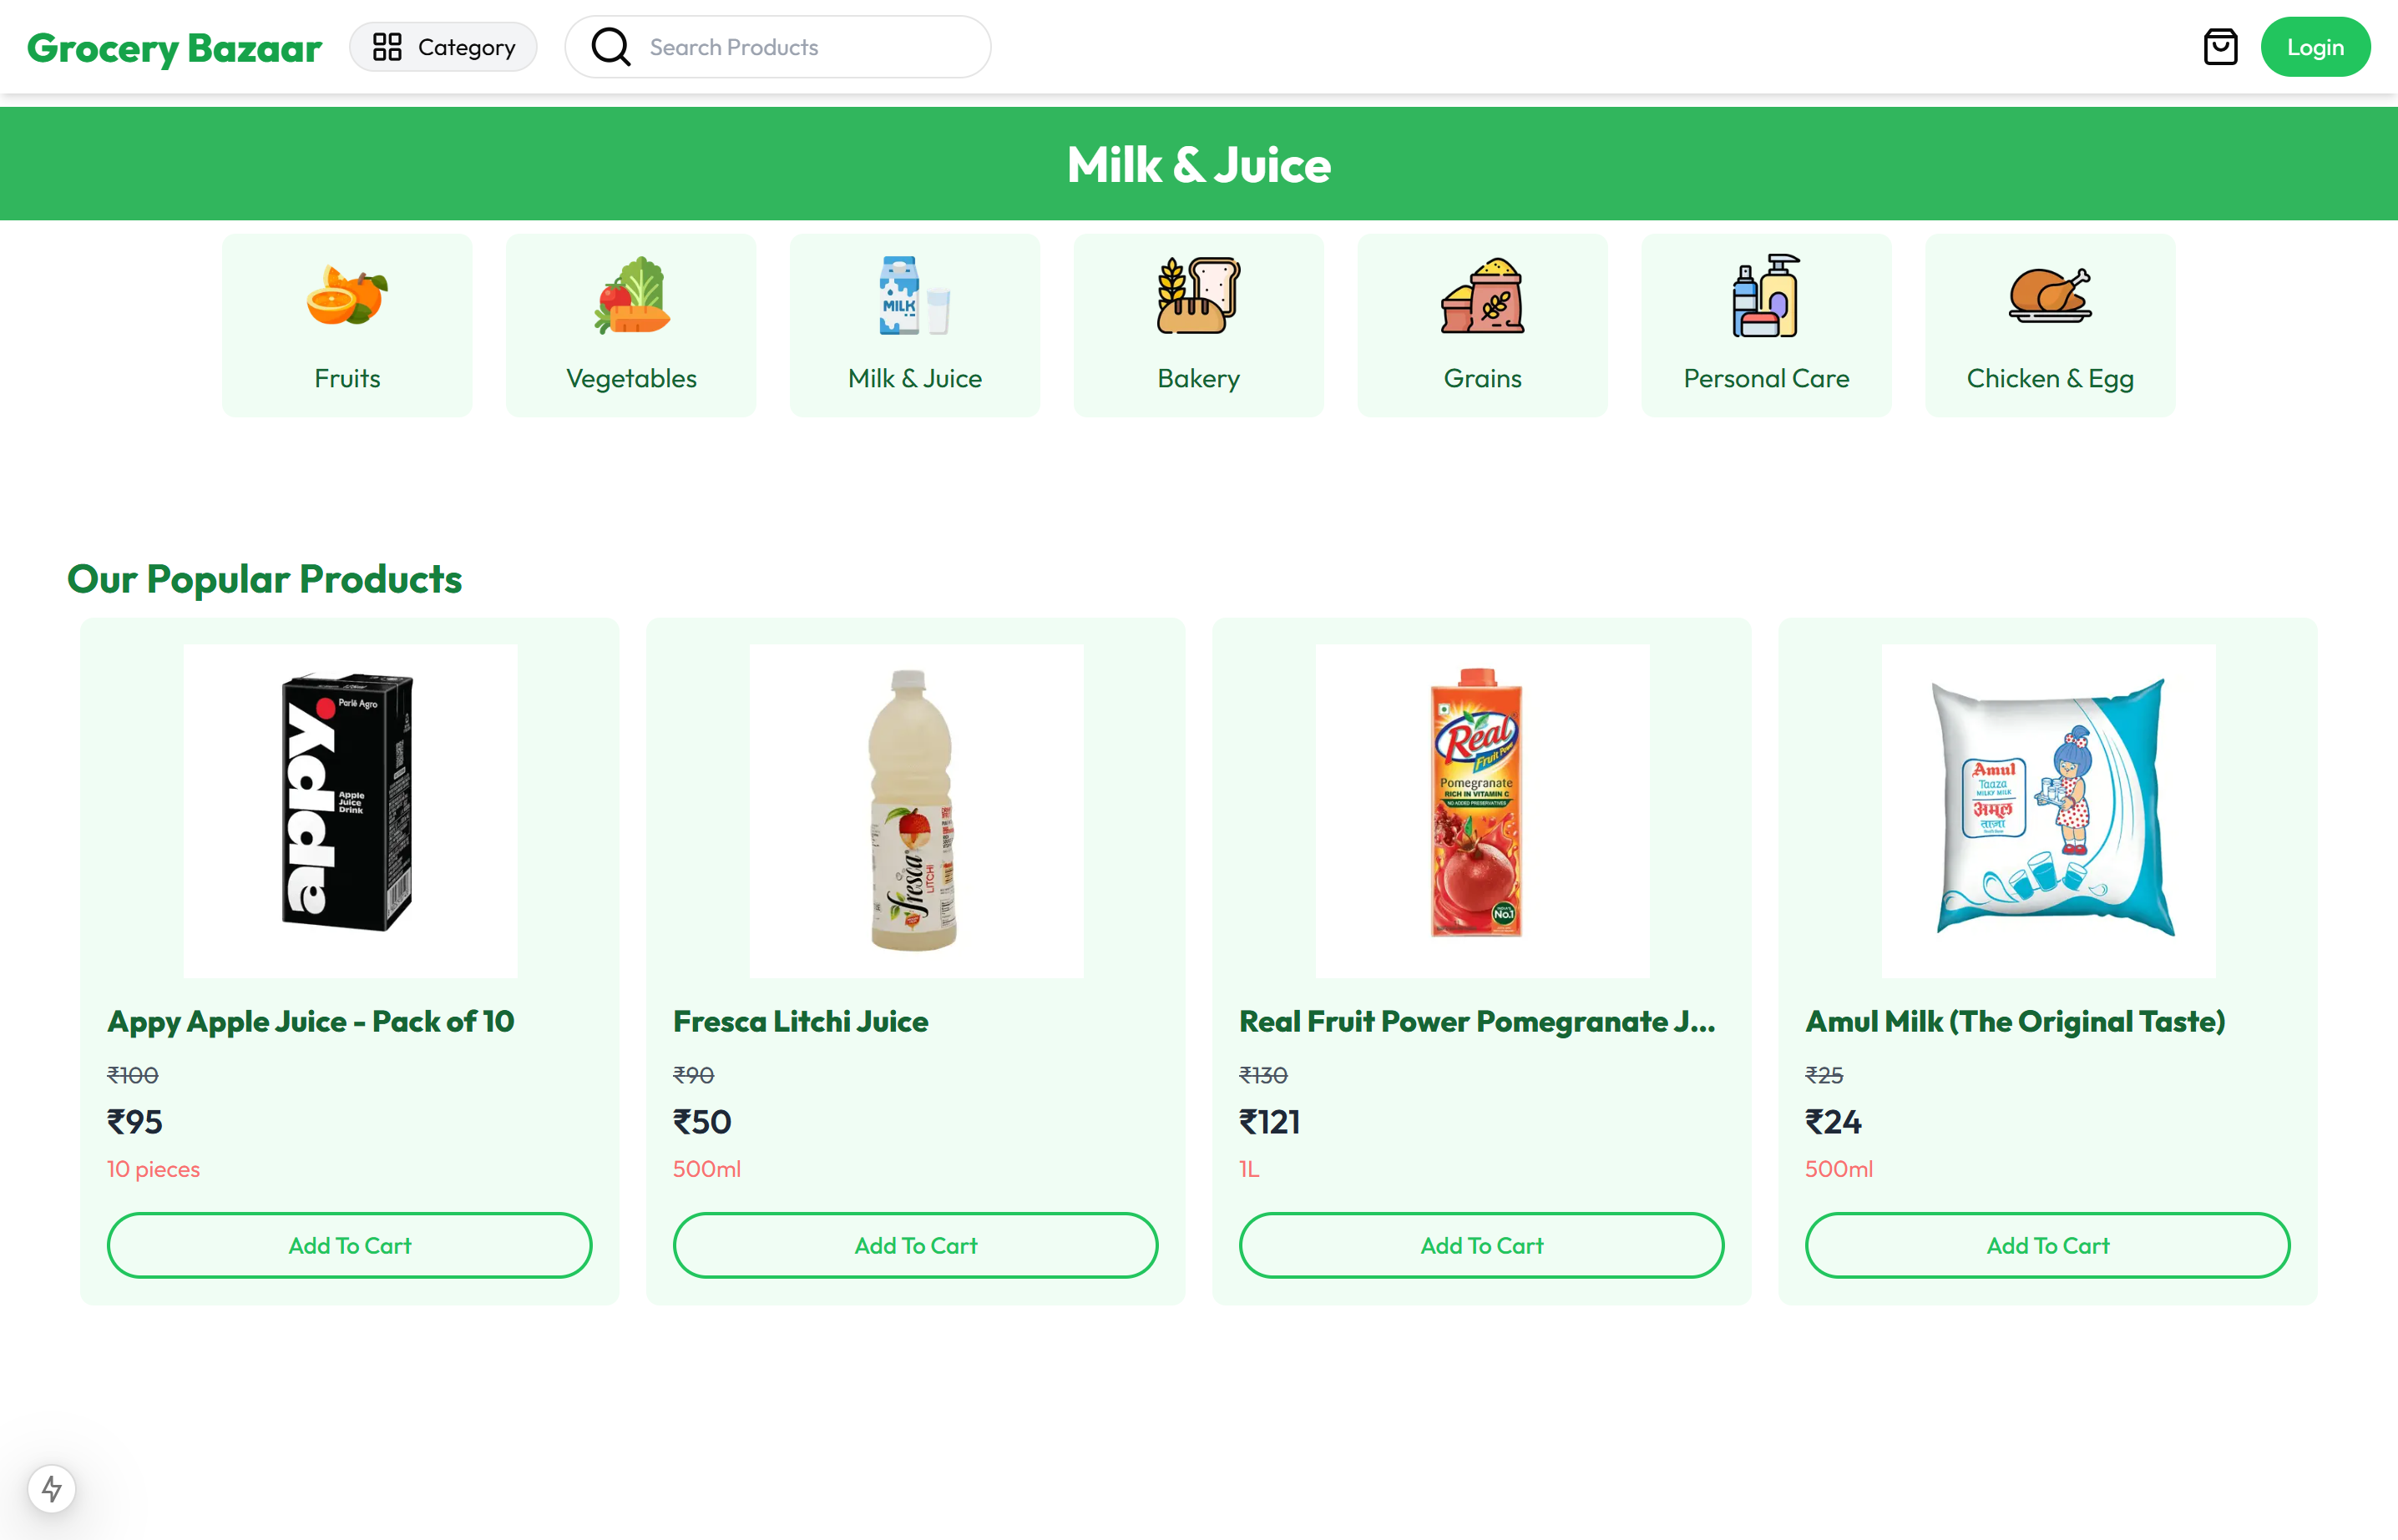 Grocery Bazaar
Category
Search Products
Login
Milk & Juice
MILK
Fruits
Vegetables
Milk & Juice
Bakery
Grains
Personal Care
Chicken & Egg
Our Popular Products
appy
Parlē Agro
Apple
Juice
Drink
fresca
LITCHI
Real
Fruit Power
Pomegranate
RICH IN VITAMIN C
NO ADDED PRESERVATIVES
No.1
Amul
Taaza
MILKY MILK
अमूल
ताज़ा
Appy Apple Juice - Pack of 10
₹100
₹95
10 pieces
Add To Cart
Fresca Litchi Juice
₹90
₹50
500ml
Add To Cart
Real Fruit Power Pomegranate J...
₹130
₹121
1L
Add To Cart
Amul Milk (The Original Taste)
₹25
₹24
500ml
Add To Cart